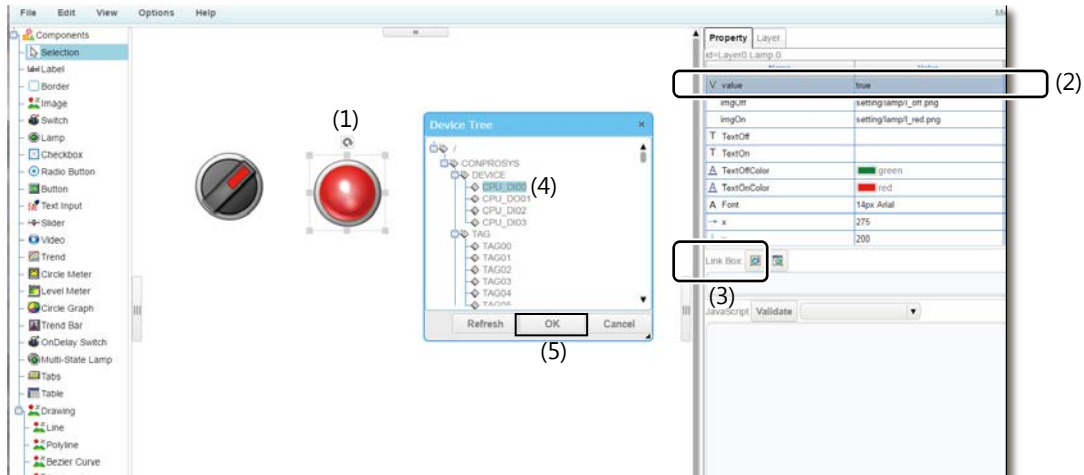 File Edit View Options Help
Components
Selection
Label Label
Border
Image
Switch
Lamp
Checkbox
Radio Button
Button
Text Input
Slider
Video
Trend
Circle Meter
Level Meter
Circle Graph
Trend Bar
OnDelay Switch
Multi-State Lamp
Tabs
Table
Drawing
Line
Polyline
Bezier Curve
(1)
Device Tree ×
/
CONPROSYS
DEVICE
CPU_DI00 (4)
CPU_DO01
CPU_DI02
CPU_DI03
TAG
TAG00
TAG01
TAG02
TAG03
TAG04
TAG05
Refresh OK Cancel
(5)
Property Layer
id=Layer0.Lamp.0
Name Value
V value true (2)
imgOff setting/lamp/l_off.png
imgOn setting/lamp/l_red.png
T TextOff
T TextOn
A TextOffColor green
A TextOnColor red
A Font 14px Arial
x 275
200
Link Box
(3)
JavaScript Validate